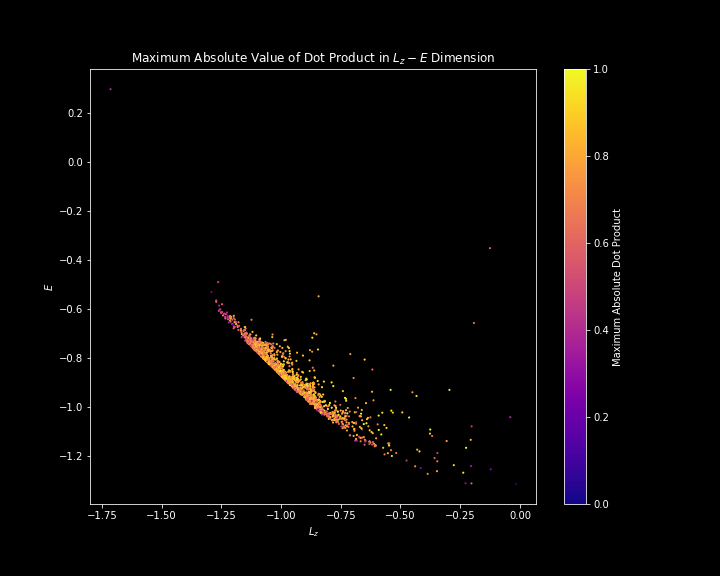 Maximum Absolute Value of Dot Product in L_z − E Dimension
0.2
0.0
−0.2
−0.4
−0.6
−0.8
−1.0
−1.2
E
−1.75 −1.50 −1.25 −1.00 −0.75 −0.50 −0.25 0.00
L_z
1.0
0.8
0.6
0.4
0.2
0.0
Maximum Absolute Dot Product